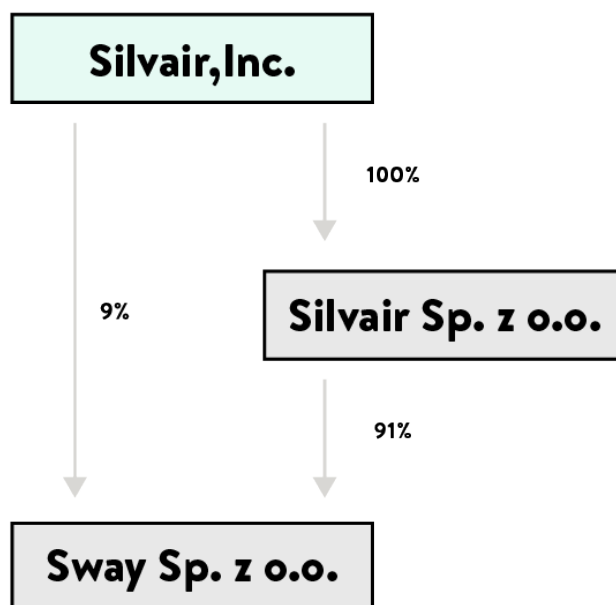 Silvair,Inc.
100%
9%
Silvair Sp. z o.o.
91%
Sway Sp. z o.o.